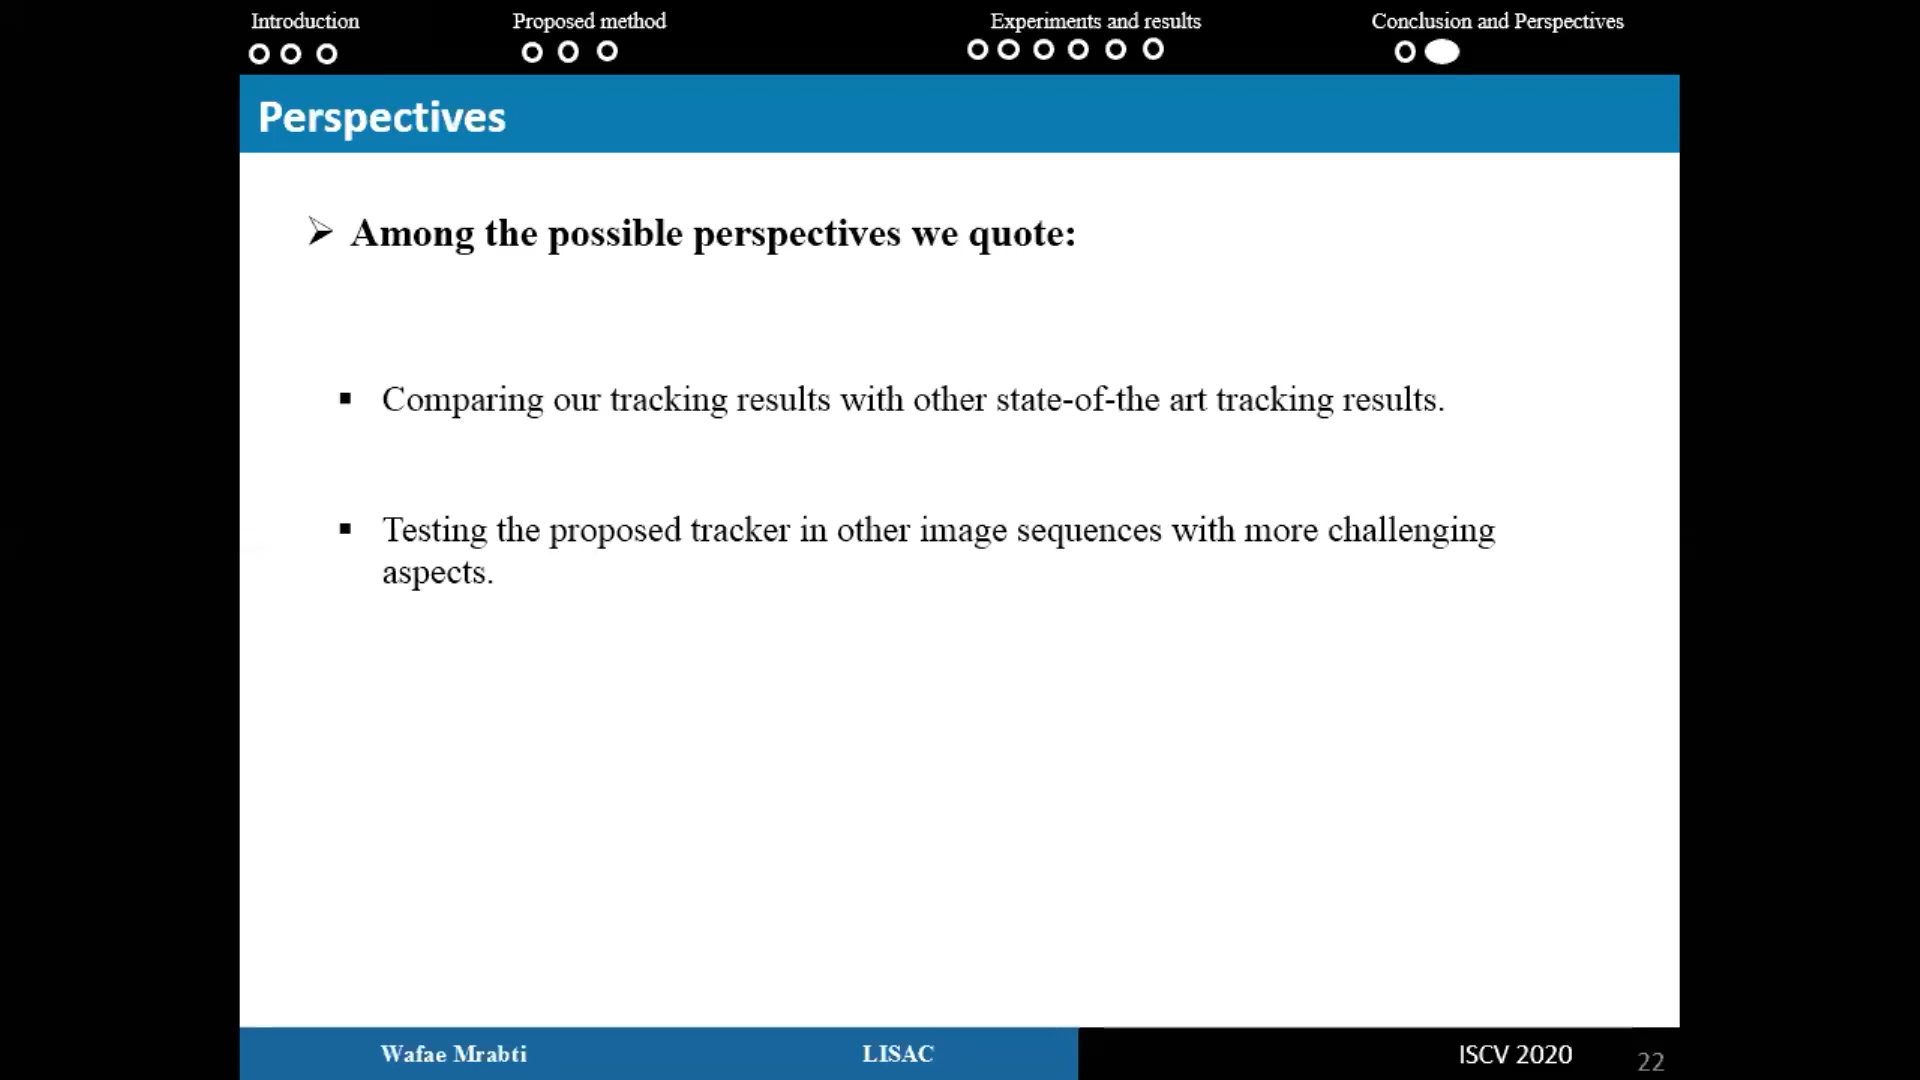 Introduction
Proposed method
Experiments and results
Conclusion and Perspectives
Perspectives
Among the possible perspectives we quote:
Comparing our tracking results with other state-of-the art tracking results.
Testing the proposed tracker in other image sequences with more challenging
aspects.
Wafae Mrabti
LISAC
ISCV 2020
22